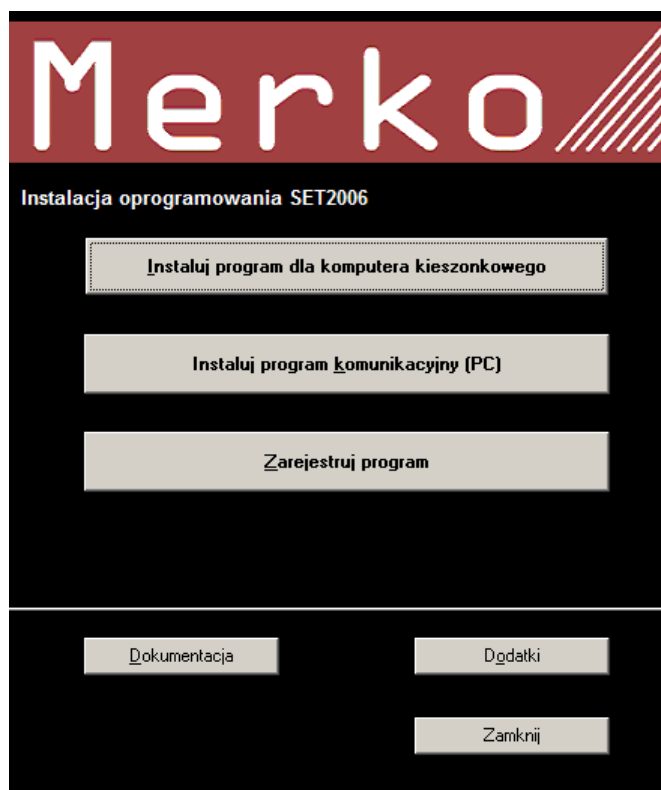 Merko
Instalacja oprogramowania SET2006
Instaluj program dla komputera kieszonkowego
Instaluj program komunikacyjny (PC)
Zarejestruj program
Dokumentacja
Dodatki
Zamknij